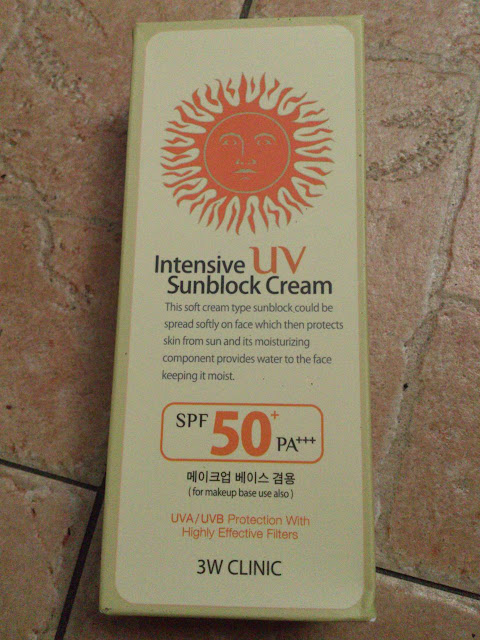 Intensive UV
Sunblock Cream
This soft cream type sunblock could be
spread softly on face which then protects
skin from sun and its moisturizing
component provides water to the face
keeping it moist.
SPF 50+ PA+++
메이크업 베이스 겸용
( for makeup base use also )
UVA / UVB Protection With
Highly Effective Filters
3W CLINIC